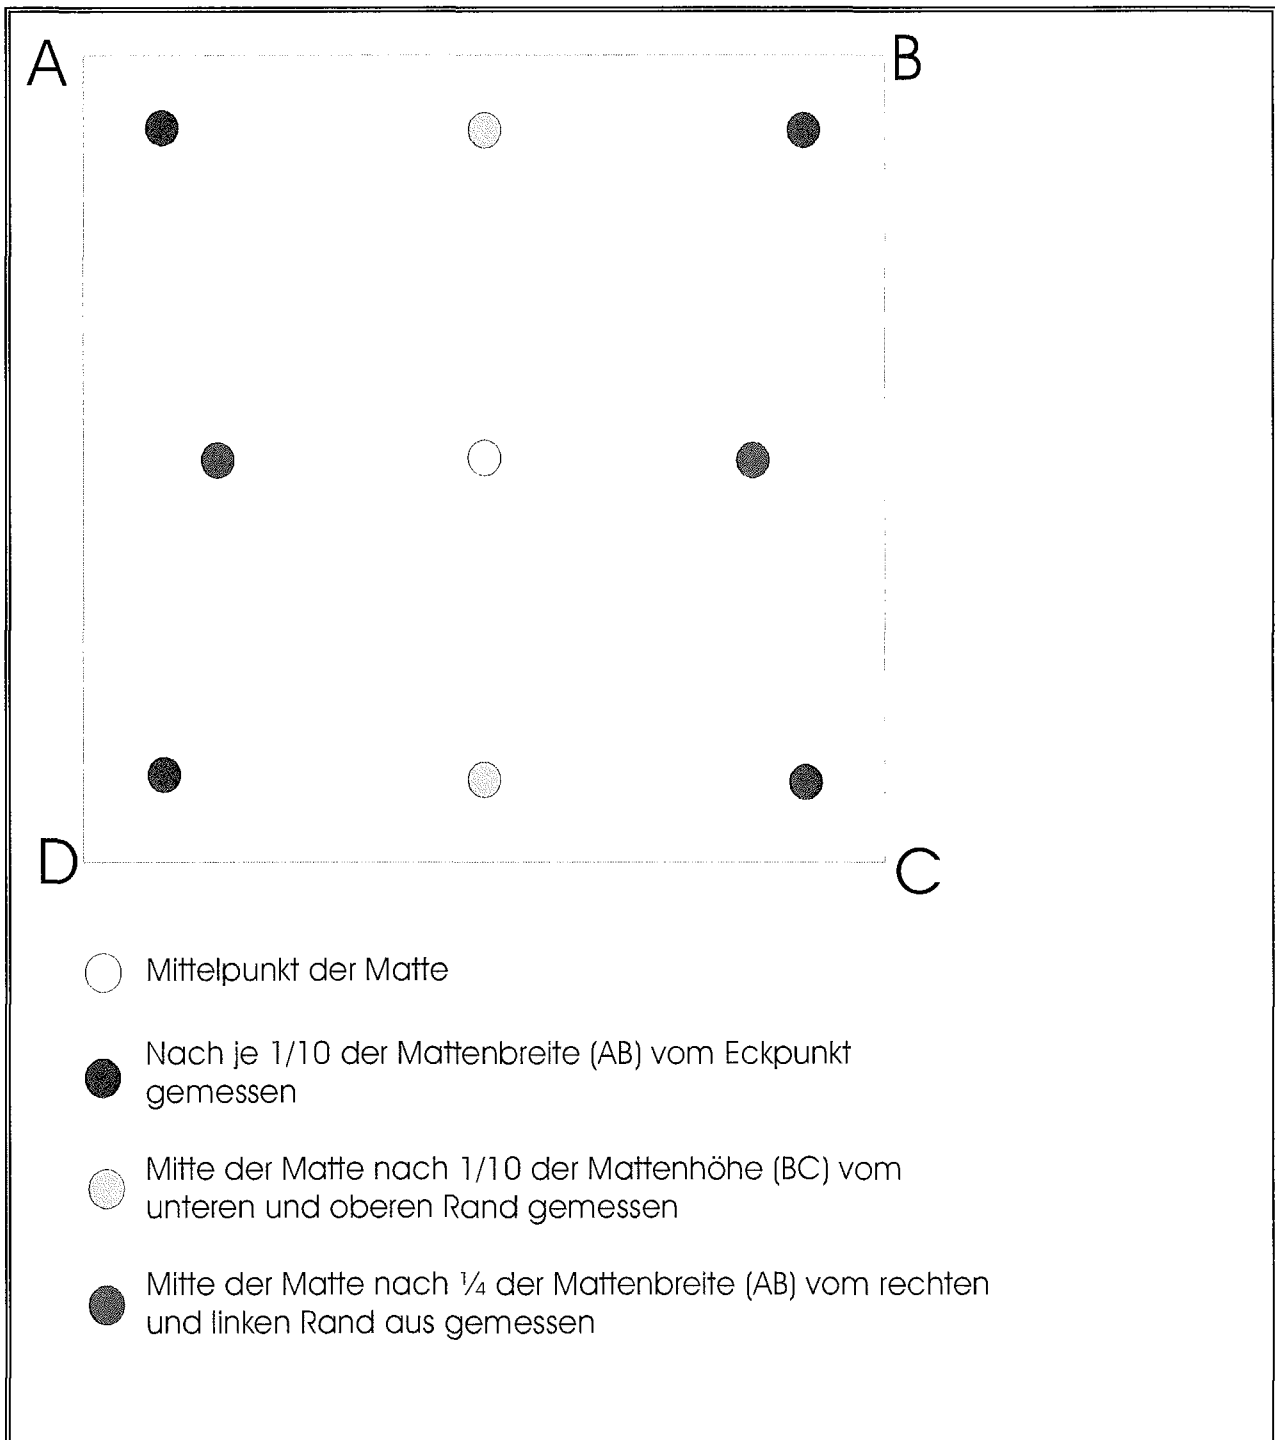 A
B
D
C
Mittelpunkt der Matte
Nach je 1/10 der Mattenbreite (AB) vom Eckpunkt
gemessen
Mitte der Matte nach 1/10 der Mattenhöhe (BC) vom
unteren und oberen Rand gemessen
Mitte der Matte nach ¼ der Mattenbreite (AB) vom rechten
und linken Rand aus gemessen